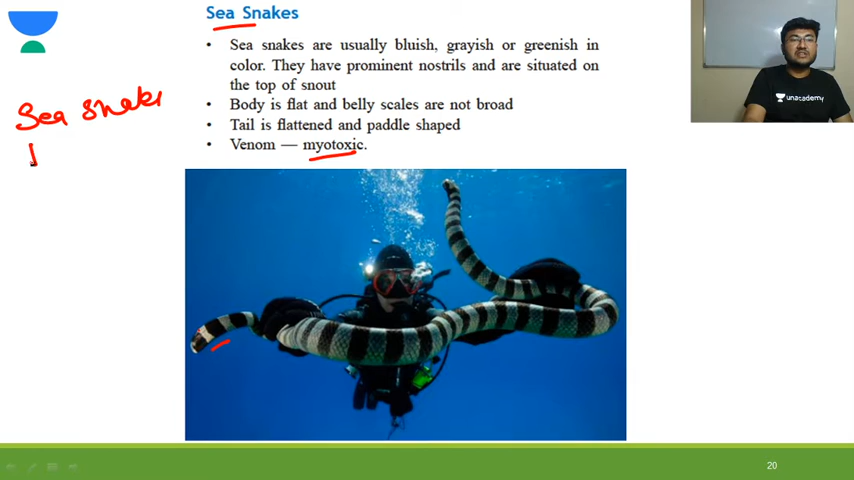 Sea Snakes
• Sea snakes are usually bluish, grayish or greenish in
color. They have prominent nostrils and are situated on
the top of snout
• Body is flat and belly scales are not broad
• Tail is flattened and paddle shaped
• Venom — myotoxic.
Sea snake
unacademy
20